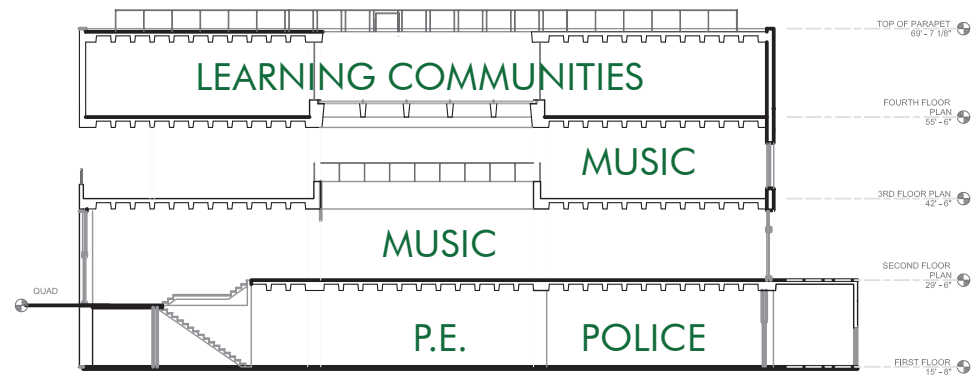 TOP OF PARAPET
69' - 7 1/8"
LEARNING COMMUNITIES
FOURTH FLOOR
PLAN
55' - 6"
MUSIC
3RD FLOOR PLAN
42' - 6"
MUSIC
SECOND FLOOR
PLAN
29' - 6"
QUAD
P.E.
POLICE
FIRST FLOOR
15' - 8"